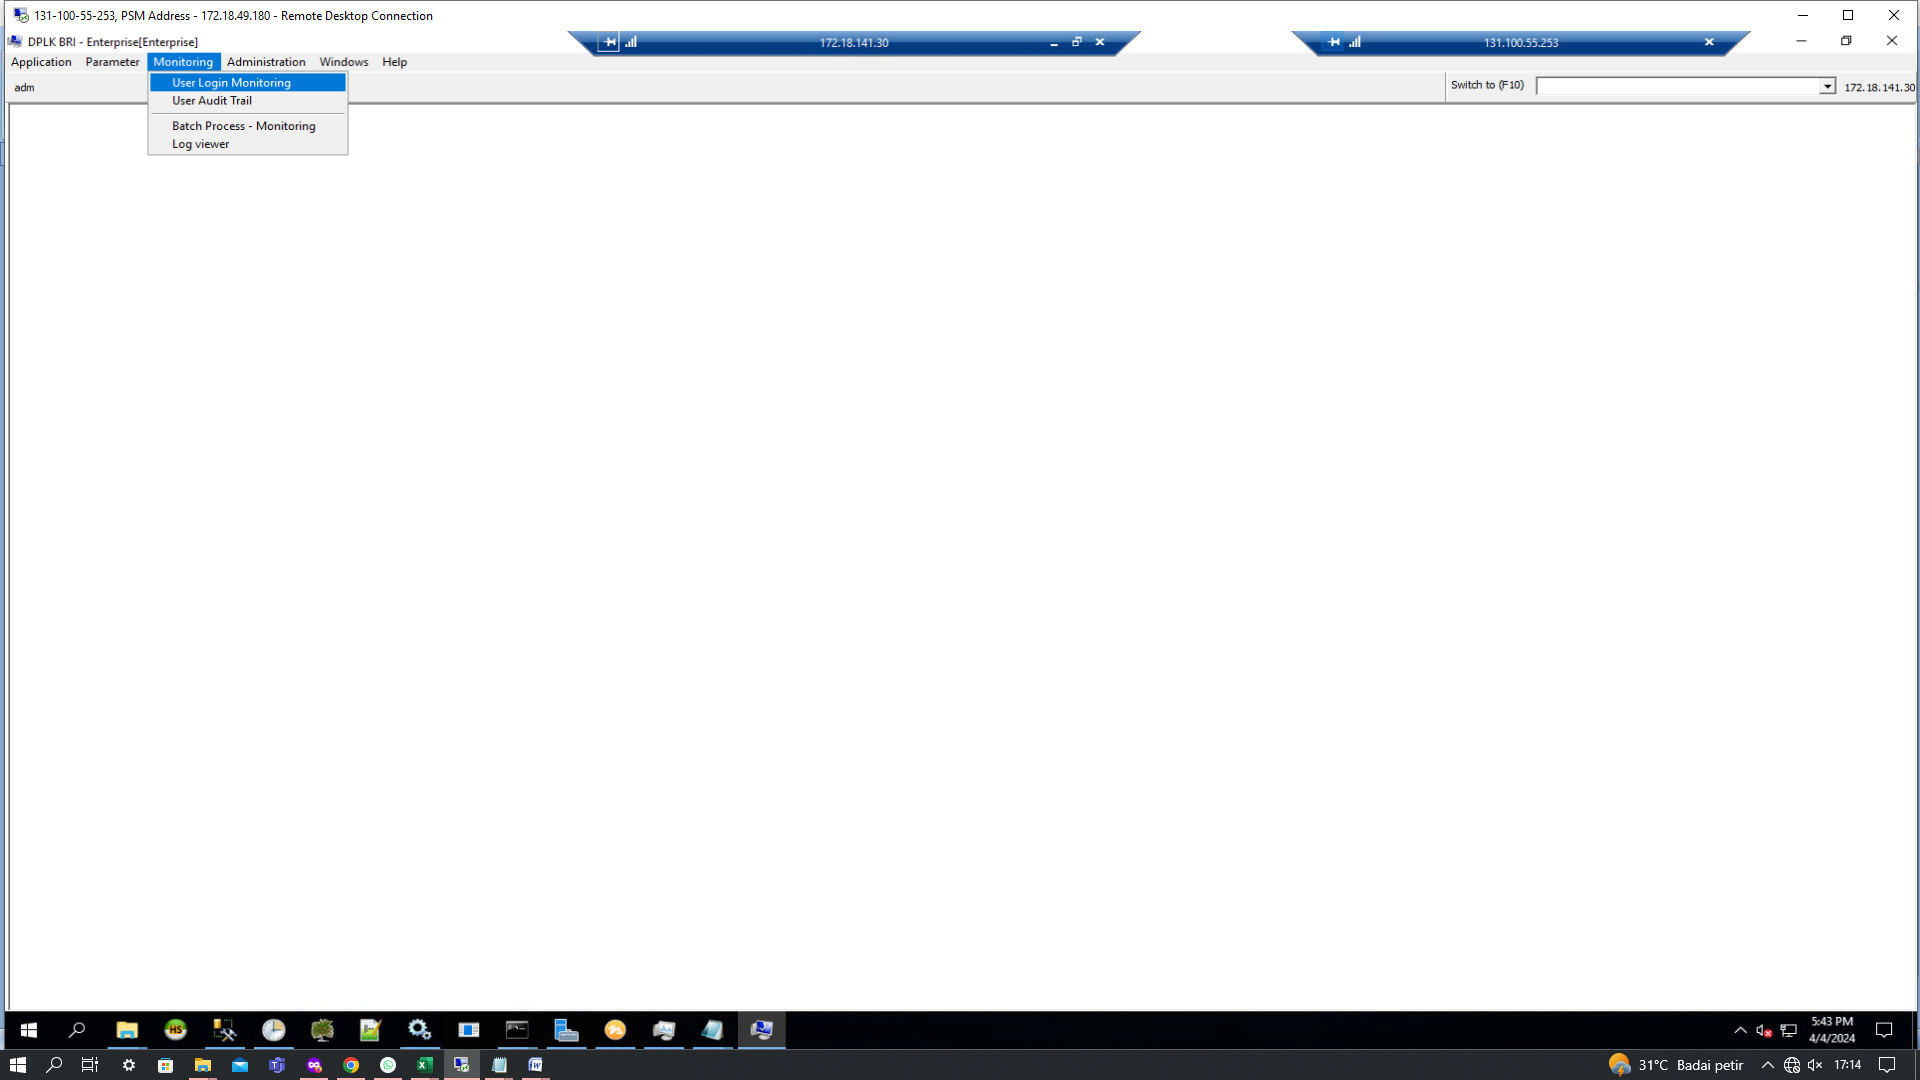 131-100-55-253, PSM Address - 172.18.49.180 - Remote Desktop Connection
DPLK BRI - Enterprise[Enterprise]
172.18.141.30
131.100.55.253
Application Parameter Monitoring Administration Windows Help
adm
Switch to (F10)
172.18.141.30
User Login Monitoring
User Audit Trail
Batch Process - Monitoring
Log viewer
HS
5:43 PM
4/4/2024
31°C Badai petir
17:14